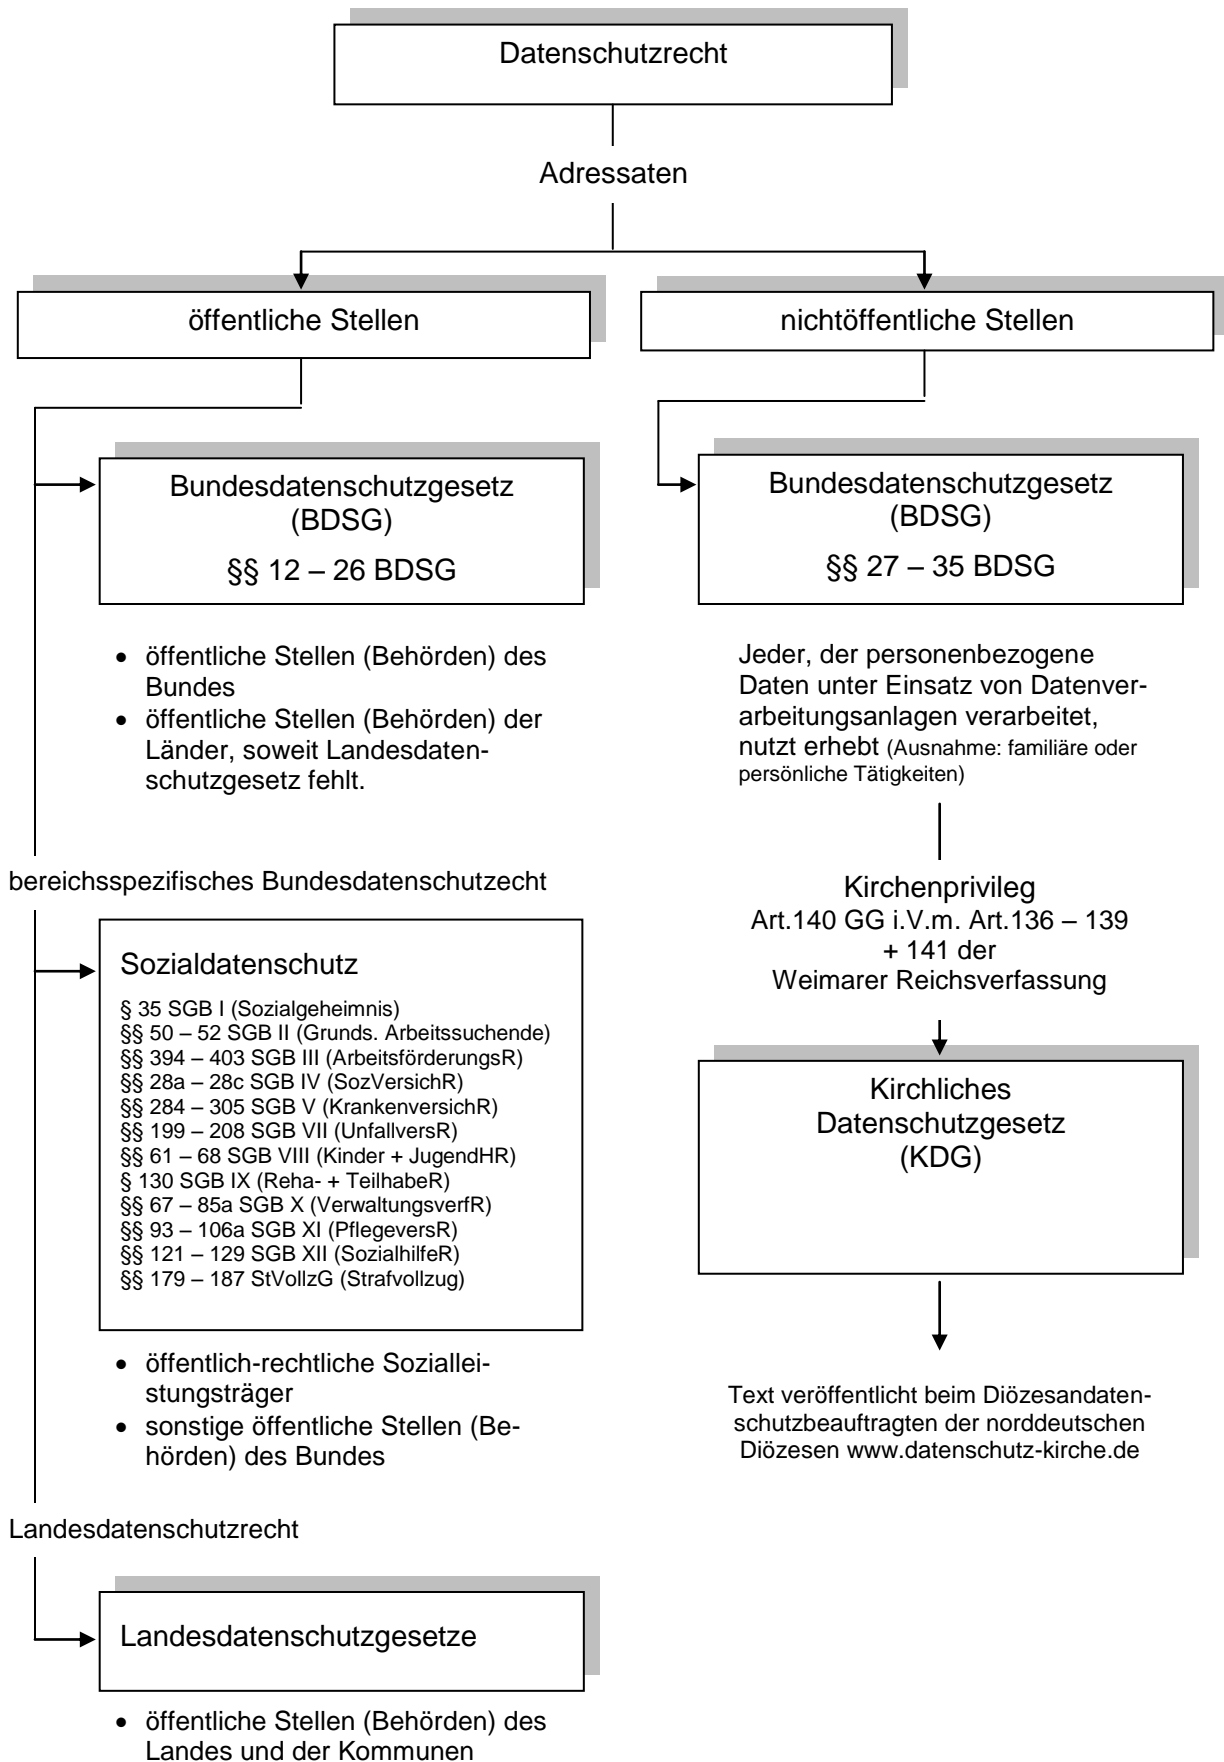 Datenschutzrecht
Adressaten
öffentliche Stellen
nichtöffentliche Stellen
Bundesdatenschutzgesetz
(BDSG)
§§ 12 – 26 BDSG
• öffentliche Stellen (Behörden) des
Bundes
• öffentliche Stellen (Behörden) der
Länder, soweit Landesdaten-
schutzgesetz fehlt.
bereichsspezifisches Bundesdatenschutzecht
Sozialdatenschutz
§ 35 SGB I (Sozialgeheimnis)
§§ 50 – 52 SGB II (Grunds. Arbeitssuchende)
§§ 394 – 403 SGB III (ArbeitsförderungsR)
§§ 28a – 28c SGB IV (SozVersichR)
§§ 284 – 305 SGB V (KrankenversichR)
§§ 199 – 208 SGB VII (UnfallversR)
§§ 61 – 68 SGB VIII (Kinder + JugendHR)
§ 130 SGB IX (Reha- + TeilhabeR)
§§ 67 – 85a SGB X (VerwaltungsverfR)
§§ 93 – 106a SGB XI (PflegeversR)
§§ 121 – 129 SGB XII (SozialhilfeR)
§§ 179 – 187 StVollzG (Strafvollzug)
• öffentlich-rechtliche Soziallei-
stungsträger
• sonstige öffentliche Stellen (Be-
hörden) des Bundes
Landesdatenschutzrecht
Landesdatenschutzgesetze
• öffentliche Stellen (Behörden) des
Landes und der Kommunen
Bundesdatenschutzgesetz
(BDSG)
§§ 27 – 35 BDSG
Jeder, der personenbezogene
Daten unter Einsatz von Datenver-
arbeitungsanlagen verarbeitet,
nutzt erhebt (Ausnahme: familiäre oder
persönliche Tätigkeiten)
Kirchenprivileg
Art.140 GG i.V.m. Art.136 – 139
+ 141 der
Weimarer Reichsverfassung
Kirchliches
Datenschutzgesetz
(KDG)
Text veröffentlicht beim Diözesandaten-
schutzbeauftragten der norddeutschen
Diözesen www.datenschutz-kirche.de